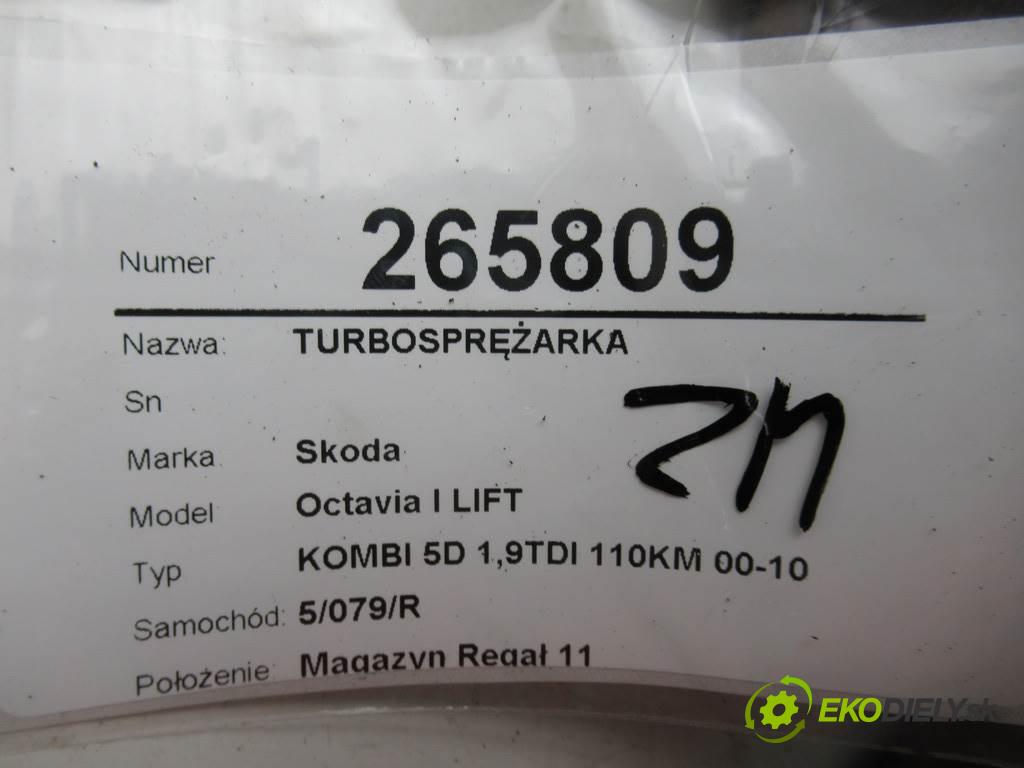 Numer 265809
Nazwa: TURBOSPRĘŻARKA
Sn
Marka Skoda
Model Octavia I LIFT
Typ KOMBI 5D 1,9TDI 110KM 00-10
Samochód: 5/079/R
Położenie Magazyn Regał 11
EKODIELY.sk